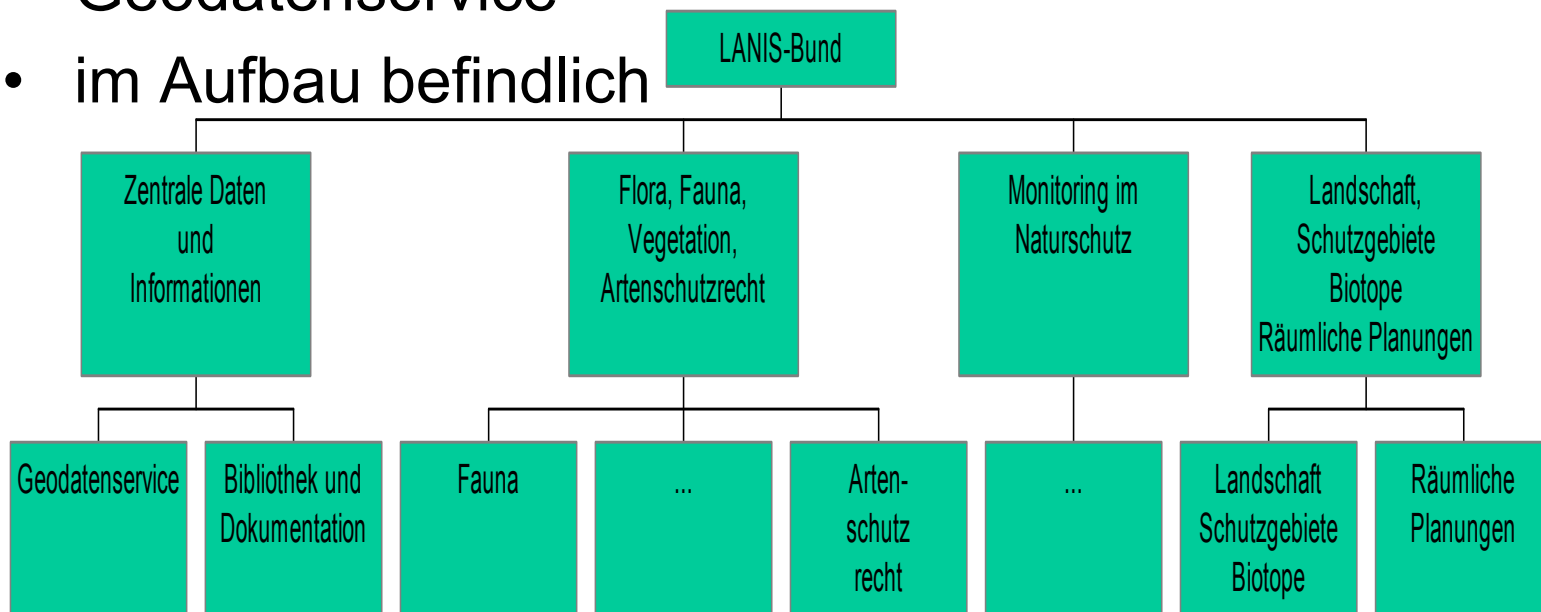 Geodatenservice
• im Aufbau befindlich
LANIS-Bund
Zentrale Daten
und
Informationen
Flora, Fauna,
Vegetation,
Artenschutzrecht
Monitoring im
Naturschutz
Landschaft,
Schutzgebiete
Biotope
Räumliche Planungen
Geodatenservice
Bibliothek und
Dokumentation
Fauna
...
Arten-
schutz
recht
...
Landschaft
Schutzgebiete
Biotope
Räumliche
Planungen